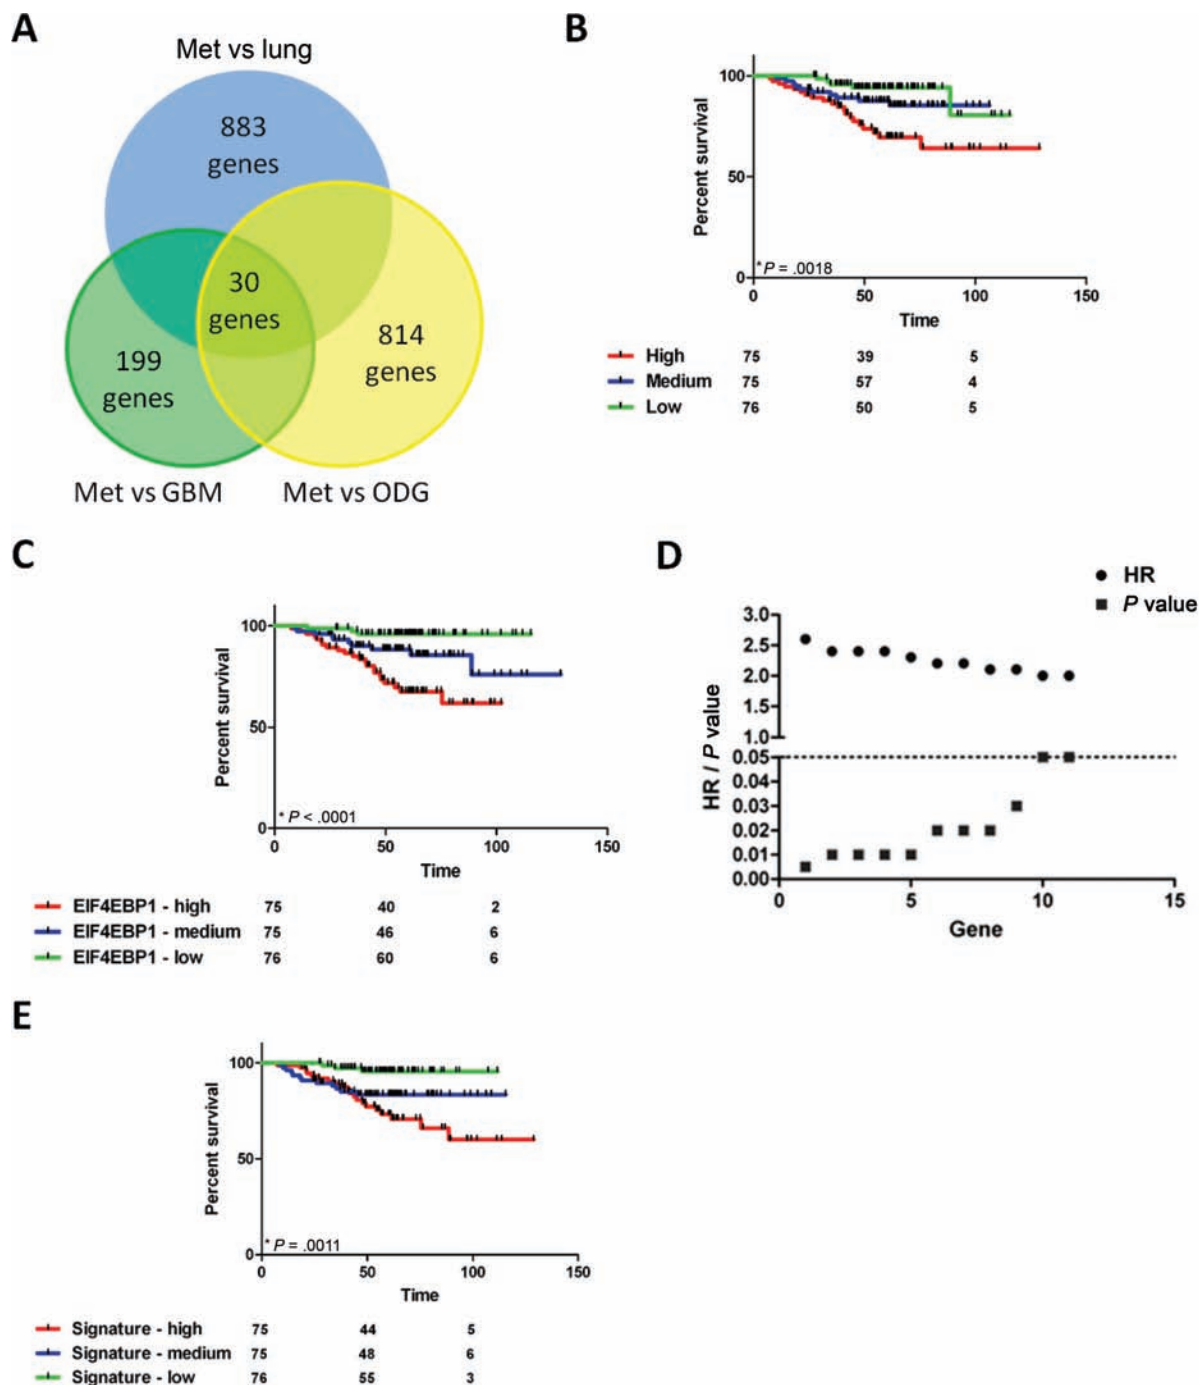 A
Met vs lung
883
genes
30
genes
199
genes
814
genes
Met vs GBM
Met vs ODG
B
Percent survival
100
50
0
* P = .0018
0 50 100 150
Time
High 75 39 5
Medium 75 57 4
Low 76 50 5
C
Percent survival
100
50
0
* P < .0001
0 50 100 150
Time
EIF4EBP1 - high 75 40 2
EIF4EBP1 - medium 75 46 6
EIF4EBP1 - low 76 60 6
D
HR
P value
HR / P value
3.0
2.5
2.0
1.5
1.0
0.05
0.04
0.03
0.02
0.01
0.00
0 5 10 15
Gene
E
Percent survival
100
50
0
* P = .0011
0 50 100 150
Time
Signature - high 75 44 5
Signature - medium 75 48 6
Signature - low 76 55 3